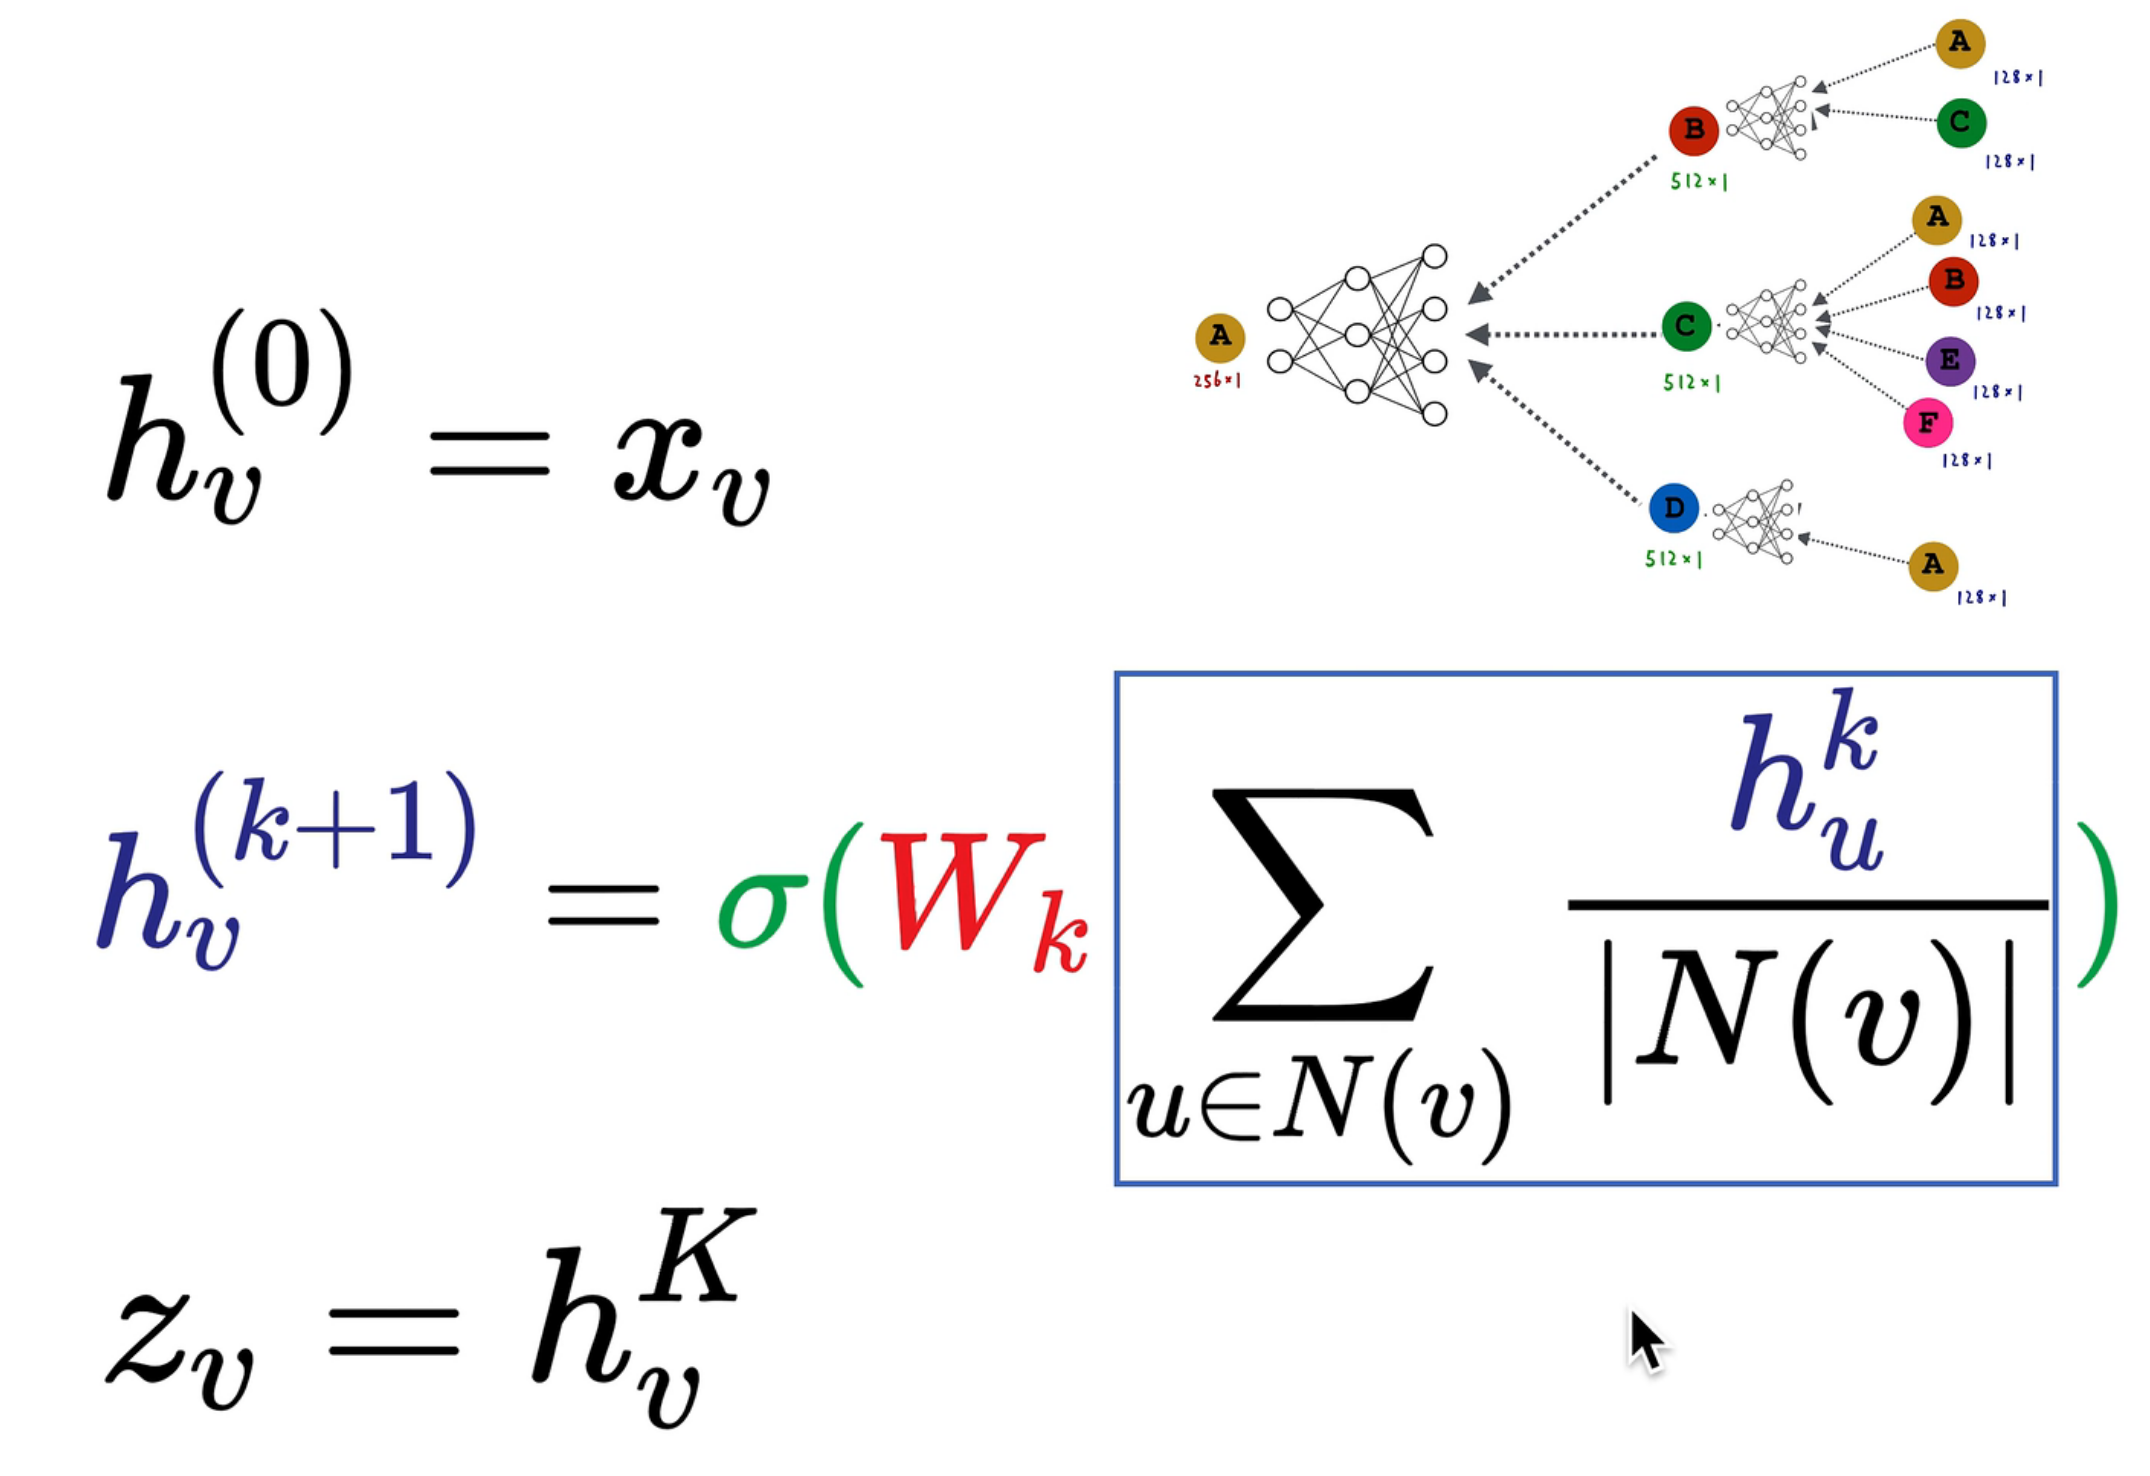 A
128×1
C
128×1
B
512×1
A
128×1
B
128×1
E
128×1
F
128×1
C
512×1
A
256×1
D
512×1
A
128×1
h_v^{(0)} = x_v
h_v^{(k+1)} = σ(W_k ∑_{u∈N(v)} \frac{h_u^k}{|N(v)|})
z_v = h_v^K